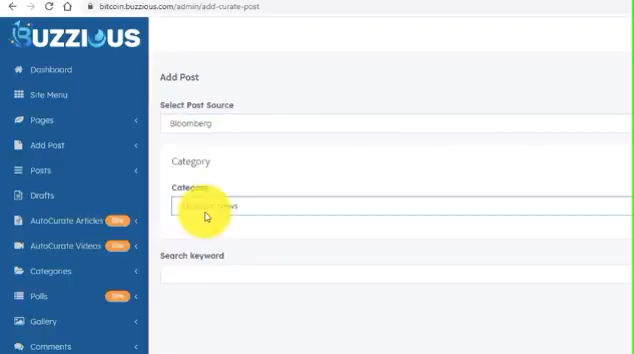 bitcoin.buzzious.com/admin/add-curate-post
BUZZIOUS
Dashboard
Site Menu
Pages
Add Post
Posts
Drafts
AutoCurate Articles
AutoCurate Videos
Categories
Polls
Gallery
Comments
Add Post
Select Post Source
Bloomberg
Category
Category
Search keyword